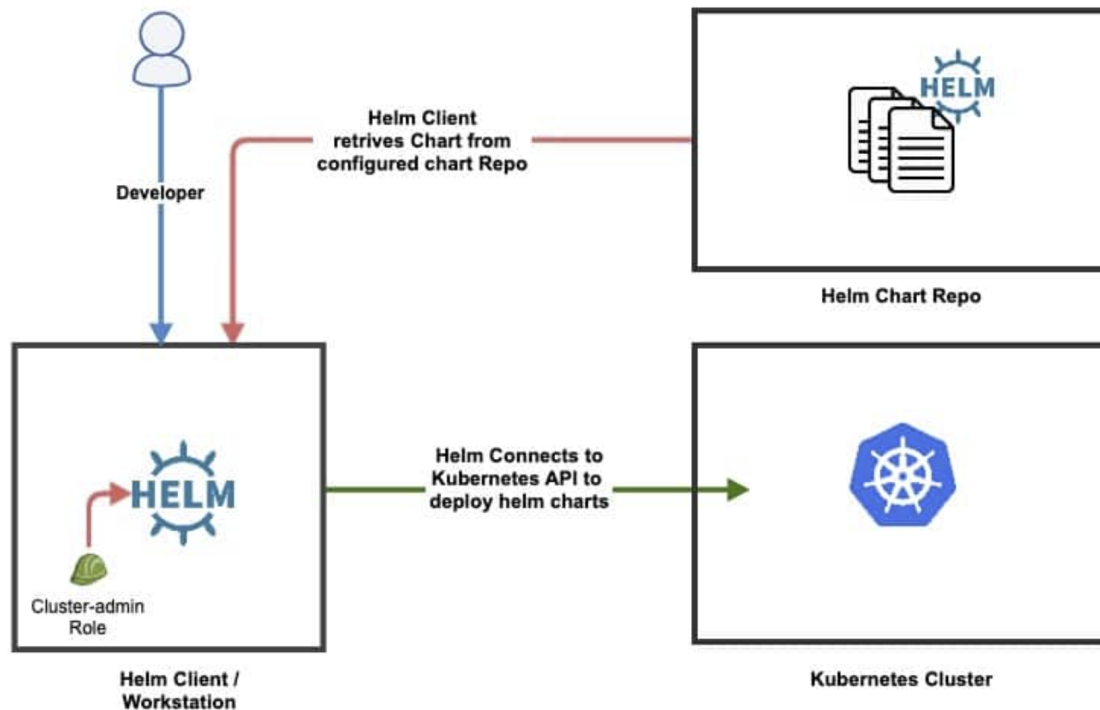 HELM
Helm Client
retrives Chart from
configured chart Repo
Developer
Helm Chart Repo
Helm Connects to
Kubernetes API to
deploy helm charts
HELM
Cluster-admin
Role
Helm Client /
Workstation
Kubernetes Cluster